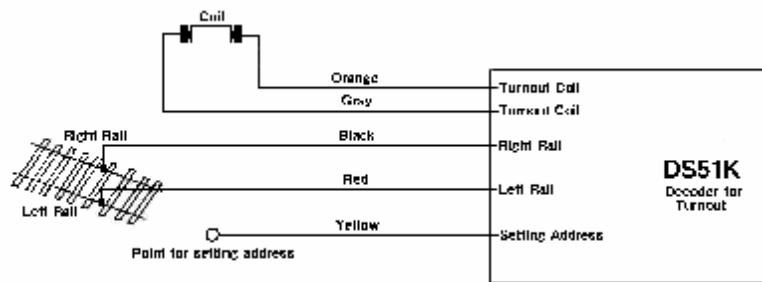 Coil
Orange
Turnout Coil
Gray
Turnout Coil
Right Rail
Black
Right Rail
DS51K
Decoder for
Turnout
Red
Left Rail
Left Rail
Yellow
Setting Address
Point for setting address